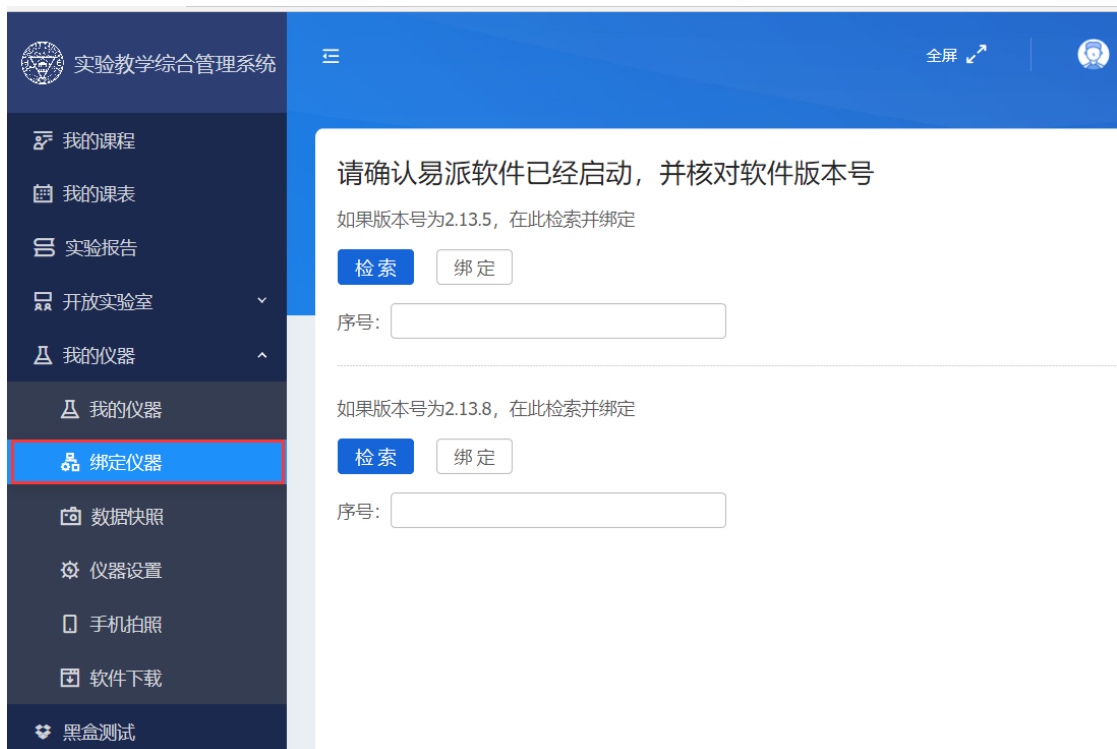 实验教学综合管理系统
全屏
我的课程
我的课表
实验报告
开放实验室
我的仪器
我的仪器
绑定仪器
数据快照
仪器设置
手机拍照
软件下载
黑盒测试
请确认易派软件已经启动，并核对软件版本号
如果版本号为2.13.5，在此检索并绑定
检索 绑定
序号：
如果版本号为2.13.8，在此检索并绑定
检索 绑定
序号：